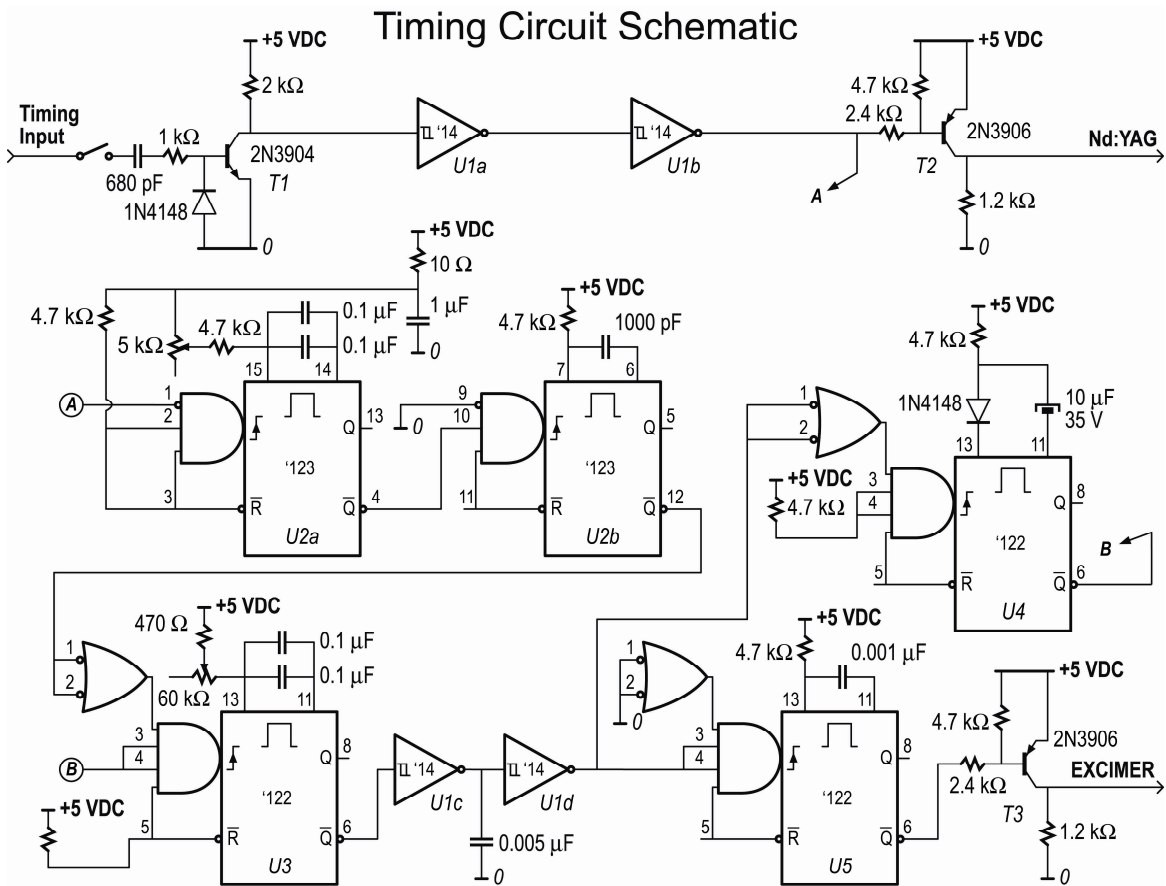 Timing Circuit Schematic
+5 VDC
2 kΩ
Timing
Input
1 kΩ
680 pF
2N3904
T1
1N4148
0
'14
U1a
'14
U1b
A
+5 VDC
4.7 kΩ
2.4 kΩ
2N3906
T2
Nd:YAG
1.2 kΩ
0
+5 VDC
10 Ω
1 µF
0
4.7 kΩ
5 kΩ
4.7 kΩ
0.1 µF
0.1 µF
15
14
A
1
2
3
13
Q
'123
R
Q
4
U2a
+5 VDC
4.7 kΩ
1000 pF
7
6
9
10
0
11
5
Q
'123
R
Q
12
U2b
+5 VDC
4.7 kΩ
1N4148
10 µF
35 V
13
11
1
2
+5 VDC
4.7 kΩ
3
4
5
8
Q
'122
R
Q
6
U4
B
+5 VDC
470 Ω
60 kΩ
0.1 µF
0.1 µF
13
11
1
2
3
4
B
+5 VDC
5
8
Q
'122
R
Q
6
U3
'14
U1c
'14
U1d
0.005 µF
0
1
2
0
+5 VDC
4.7 kΩ
0.001 µF
13
11
3
4
5
8
Q
'122
R
Q
6
U5
+5 VDC
4.7 kΩ
2.4 kΩ
2N3906
T3
EXCIMER
1.2 kΩ
0